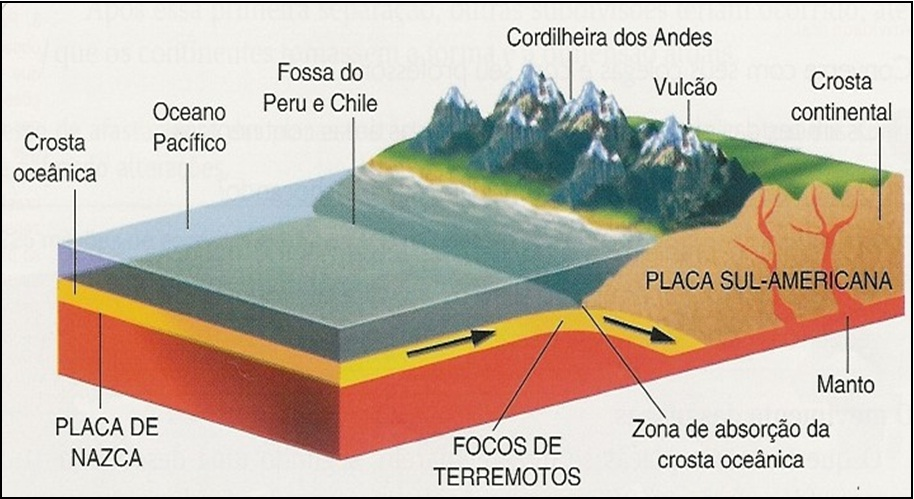 Cordilheira dos Andes
Fossa do
Peru e Chile
Vulcão
Crosta
continental
Oceano
Pacífico
Crosta
oceânica
PLACA SUL-AMERICANA
Manto
PLACA DE
NAZCA
FOCOS DE
TERREMOTOS
Zona de absorção da
crosta oceânica